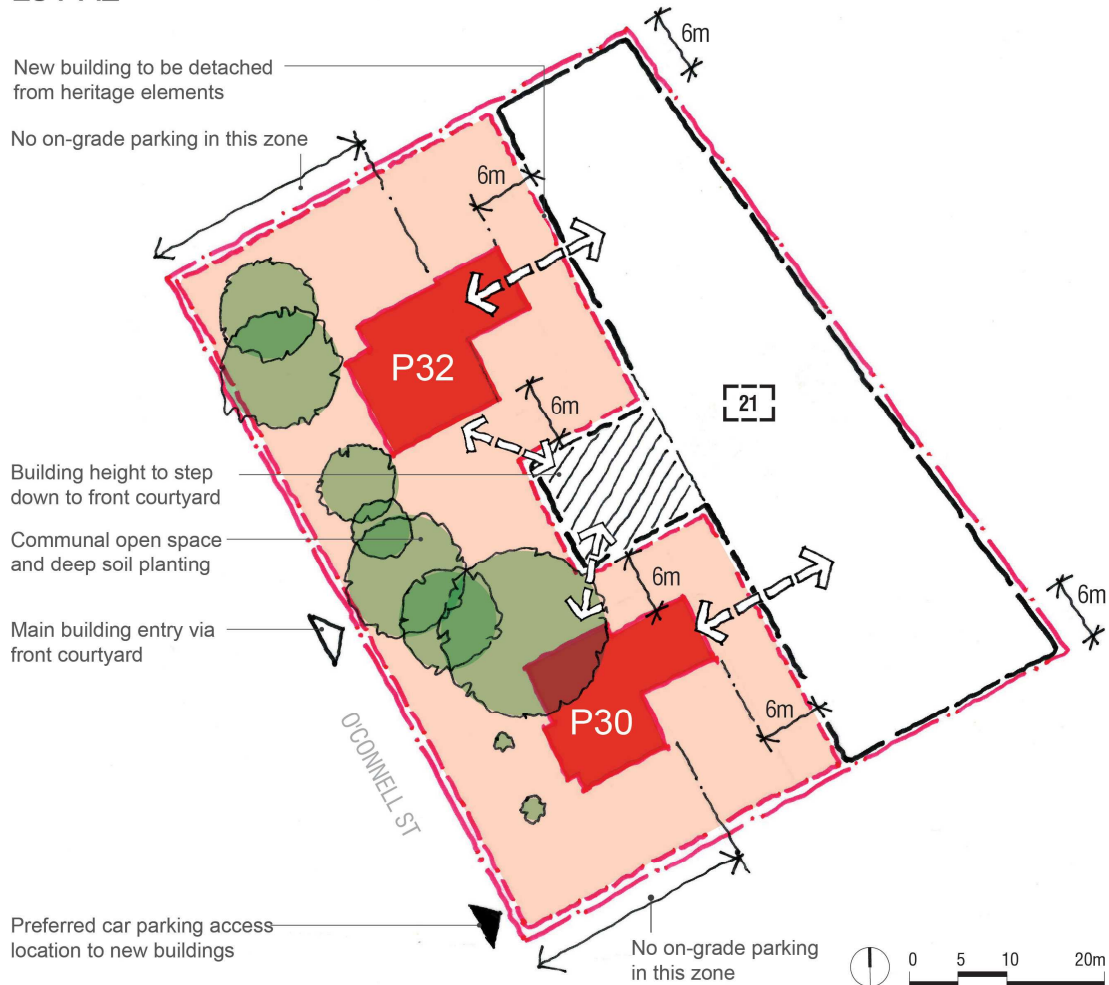 6m
New building to be detached
from heritage elements
No on-grade parking in this zone
6m
P32
6m
21
Building height to step
down to front courtyard
Communal open space
and deep soil planting
6m
6m
Main building entry via
front courtyard
6m
P30
O'CONNELL ST
Preferred car parking access
location to new buildings
No on-grade parking
in this zone
0 5 10 20m